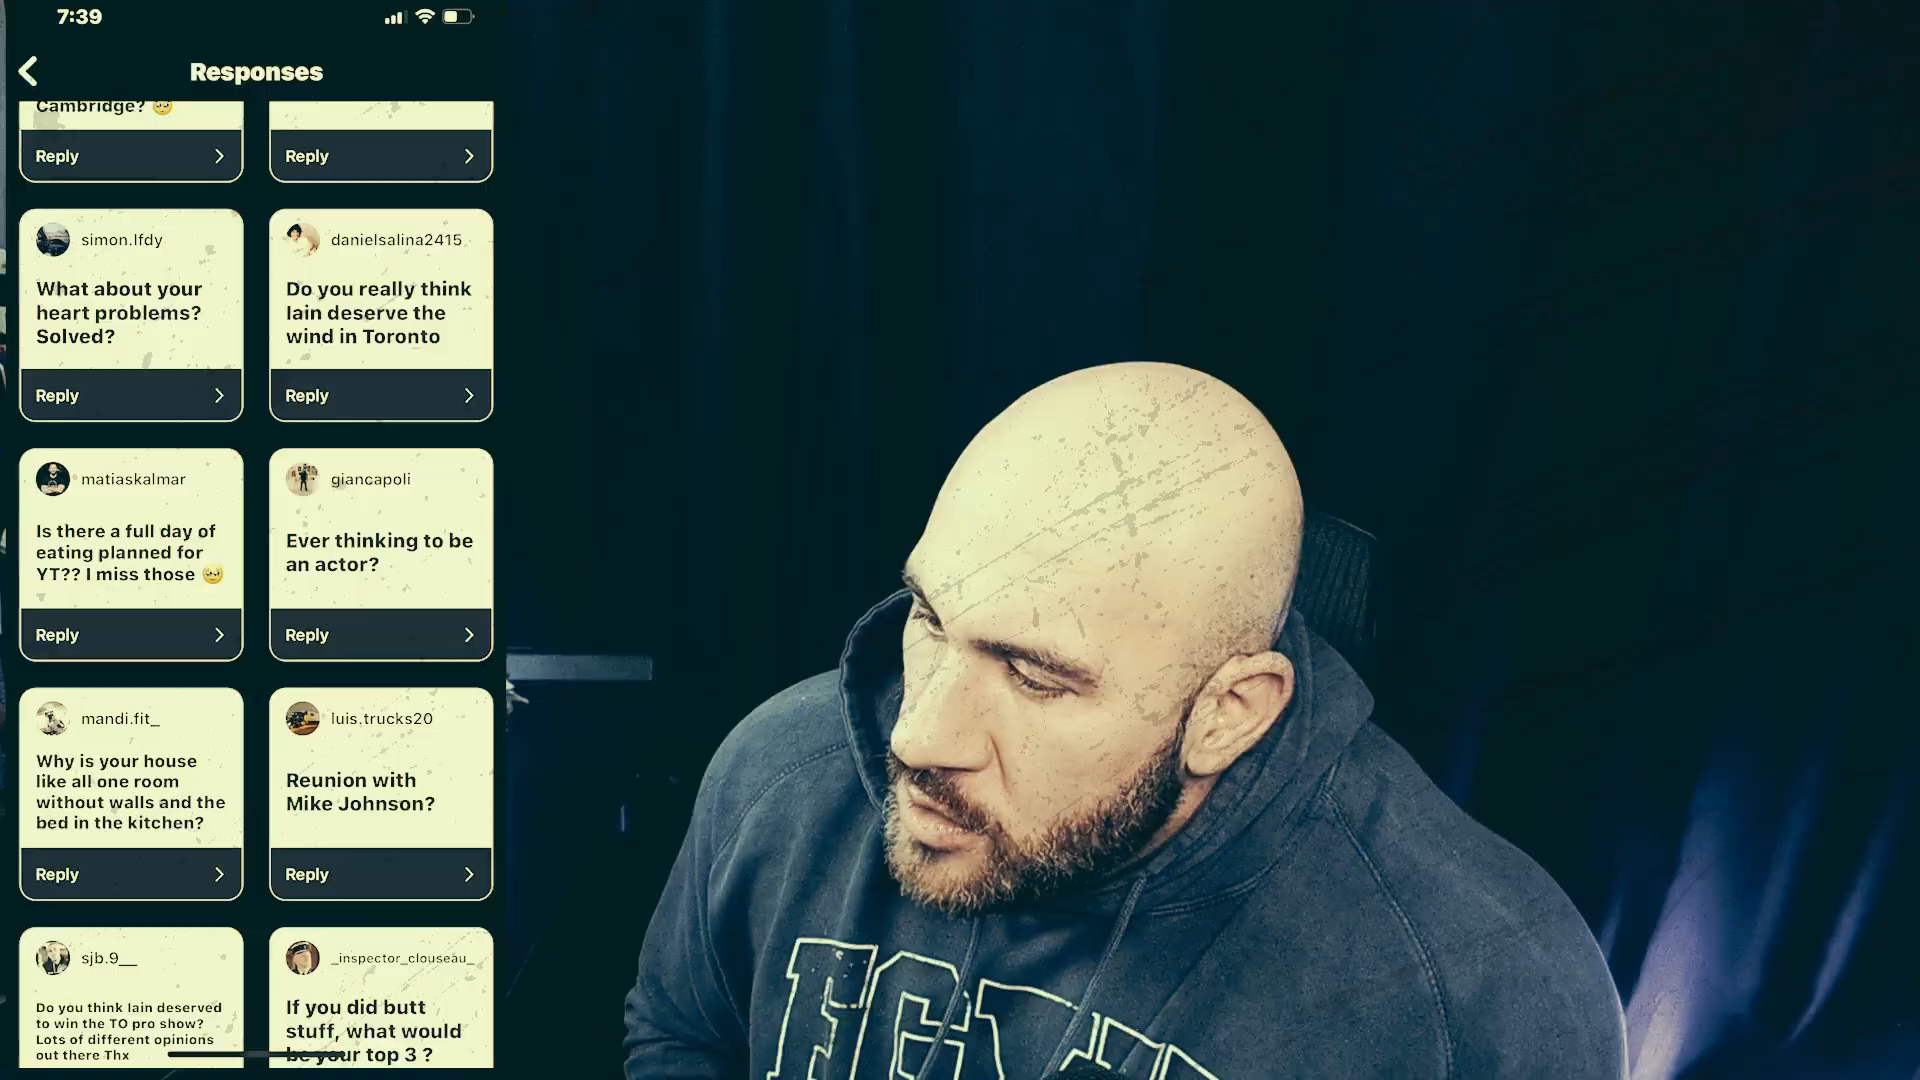 7:39
Responses
Cambridge? 🥺
Reply
Reply
simon.lfdy
What about your
heart problems?
Solved?
Reply
danielsalina2415
Do you really think
Iain deserve the
wind in Toronto
Reply
matiaskalmar
Is there a full day of
eating planned for
YT?? I miss those 🥺
Reply
giancapoli
Ever thinking to be
an actor?
Reply
mandi.fit_
Why is your house
like all one room
without walls and the
bed in the kitchen?
Reply
luis.trucks20
Reunion with
Mike Johnson?
Reply
sjb.9__
Do you think Iain deserved
to win the TO pro show?
Lots of different opinions
out there Thx
_inspector_clouseau_
If you did butt
stuff, what would
be your top 3 ?